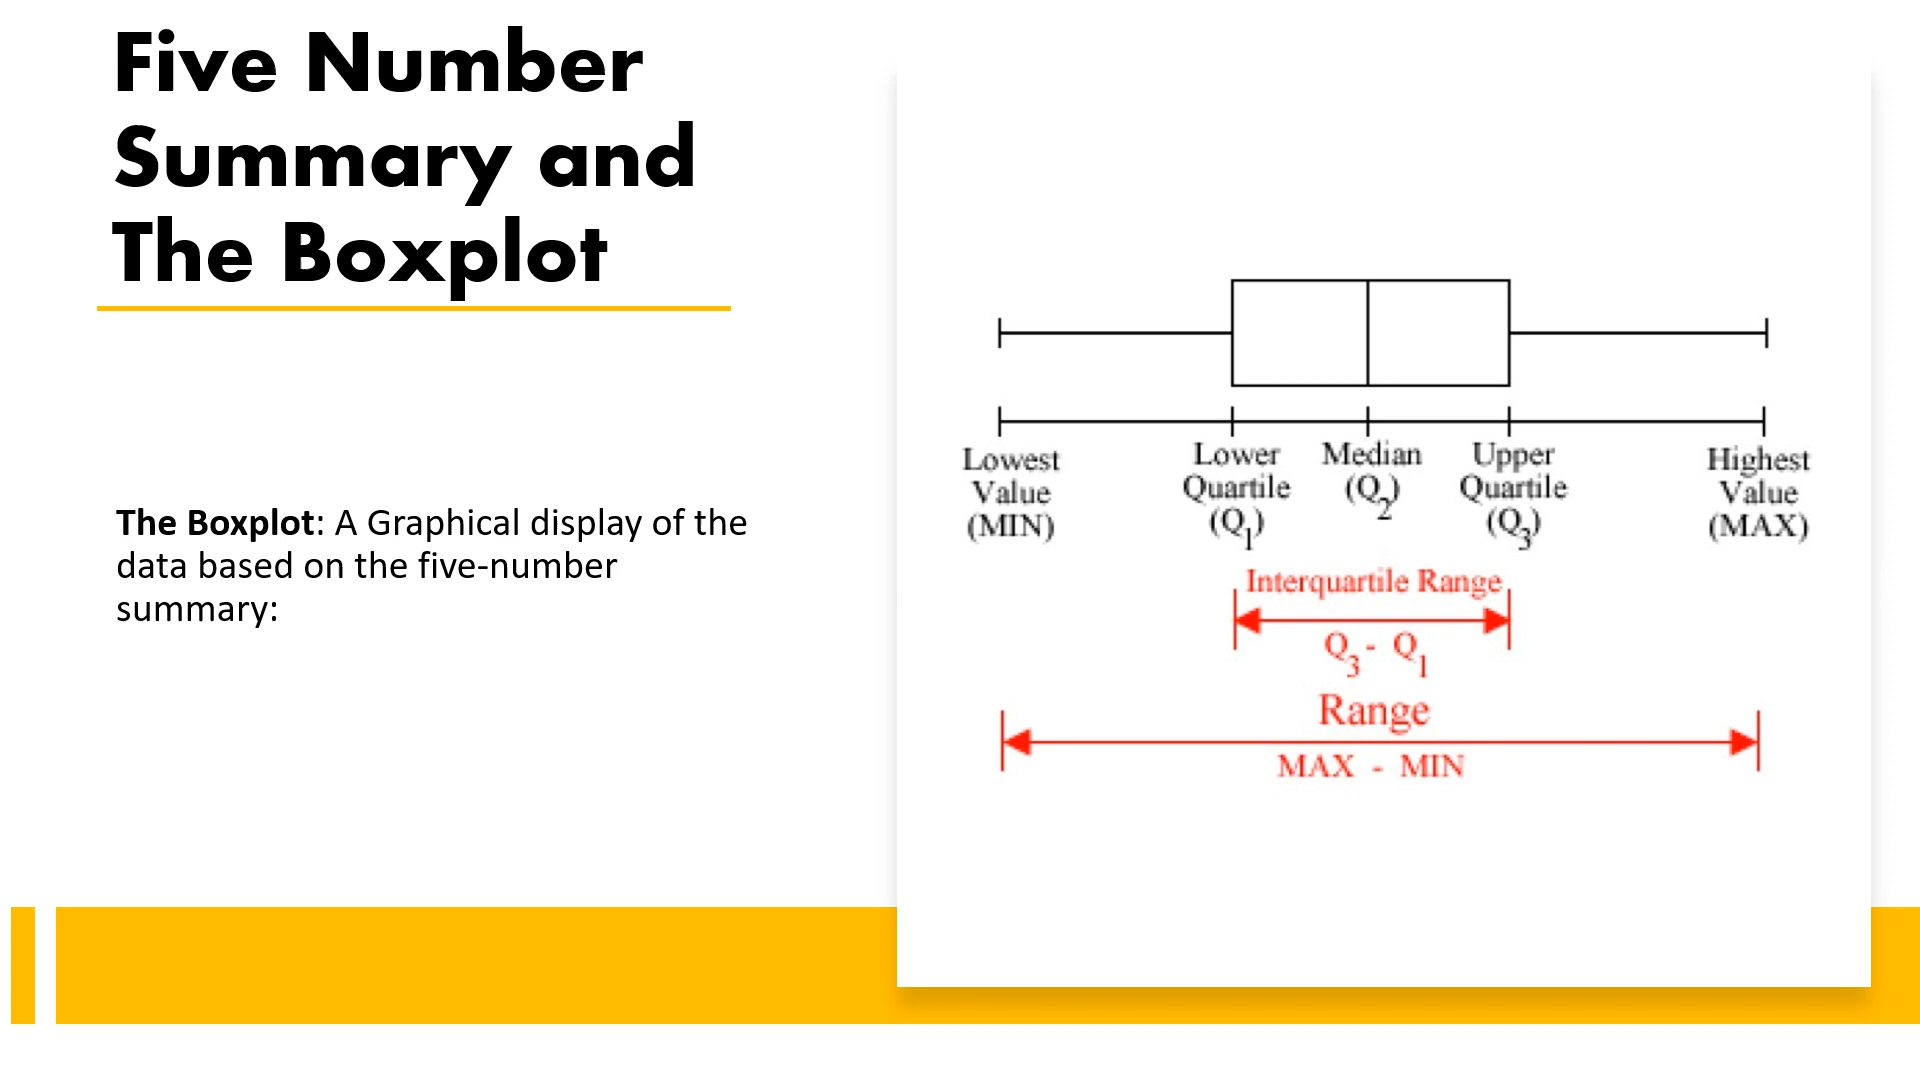 Five Number
Summary and
The Boxplot
The Boxplot: A Graphical display of the
data based on the five-number
summary:
Lowest
Value
(MIN)
Lower
Quartile
(Q1)
Median
(Q2)
Upper
Quartile
(Q3)
Highest
Value
(MAX)
Interquartile Range
Q3 - Q1
Range
MAX - MIN